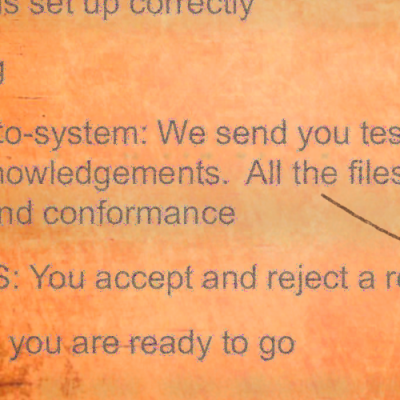 is set up correctly
g
to-system: We send you tes
nowledgements. All the files
nd conformance
S: You accept and reject a re
you are ready to go